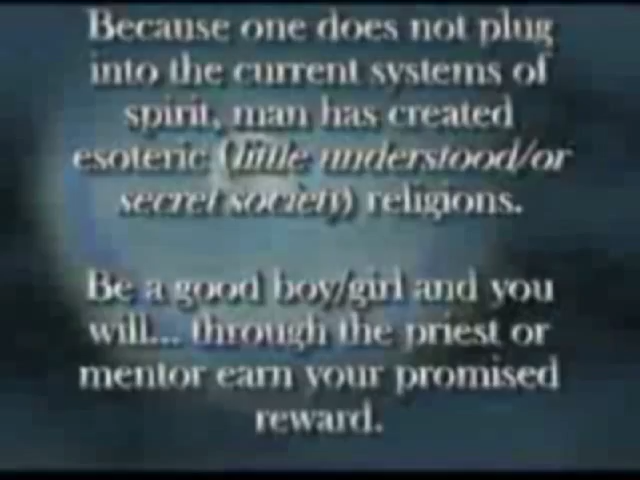 Because one does not plug
into the current systems of
spirit, man has created
esoteric (little understood/or
secret society) religions.
Be a good boy/girl and you
will... through the priest or
mentor earn your promised
reward.